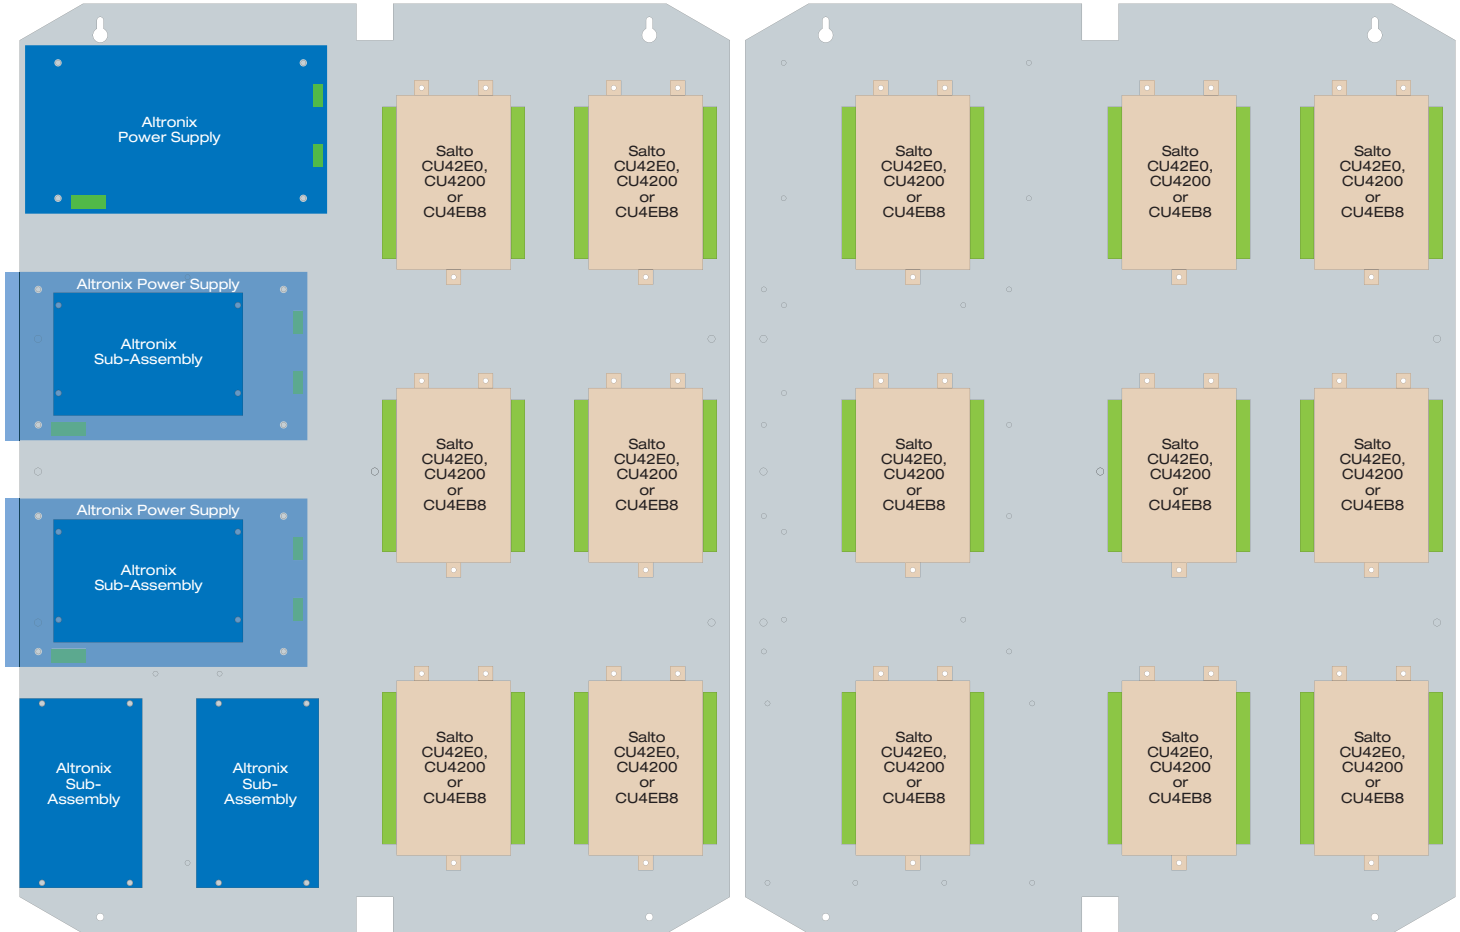 Altronix
Power Supply
Salto
CU42E0,
CU4200
or
CU4EB8
Salto
CU42E0,
CU4200
or
CU4EB8
Salto
CU42E0,
CU4200
or
CU4EB8
Salto
CU42E0,
CU4200
or
CU4EB8
Salto
CU42E0,
CU4200
or
CU4EB8
Altronix Power Supply
Altronix
Sub-Assembly
Salto
CU42E0,
CU4200
or
CU4EB8
Salto
CU42E0,
CU4200
or
CU4EB8
Salto
CU42E0,
CU4200
or
CU4EB8
Salto
CU42E0,
CU4200
or
CU4EB8
Salto
CU42E0,
CU4200
or
CU4EB8
Altronix Power Supply
Altronix
Sub-Assembly
Altronix
Sub-
Assembly
Altronix
Sub-
Assembly
Salto
CU42E0,
CU4200
or
CU4EB8
Salto
CU42E0,
CU4200
or
CU4EB8
Salto
CU42E0,
CU4200
or
CU4EB8
Salto
CU42E0,
CU4200
or
CU4EB8
Salto
CU42E0,
CU4200
or
CU4EB8